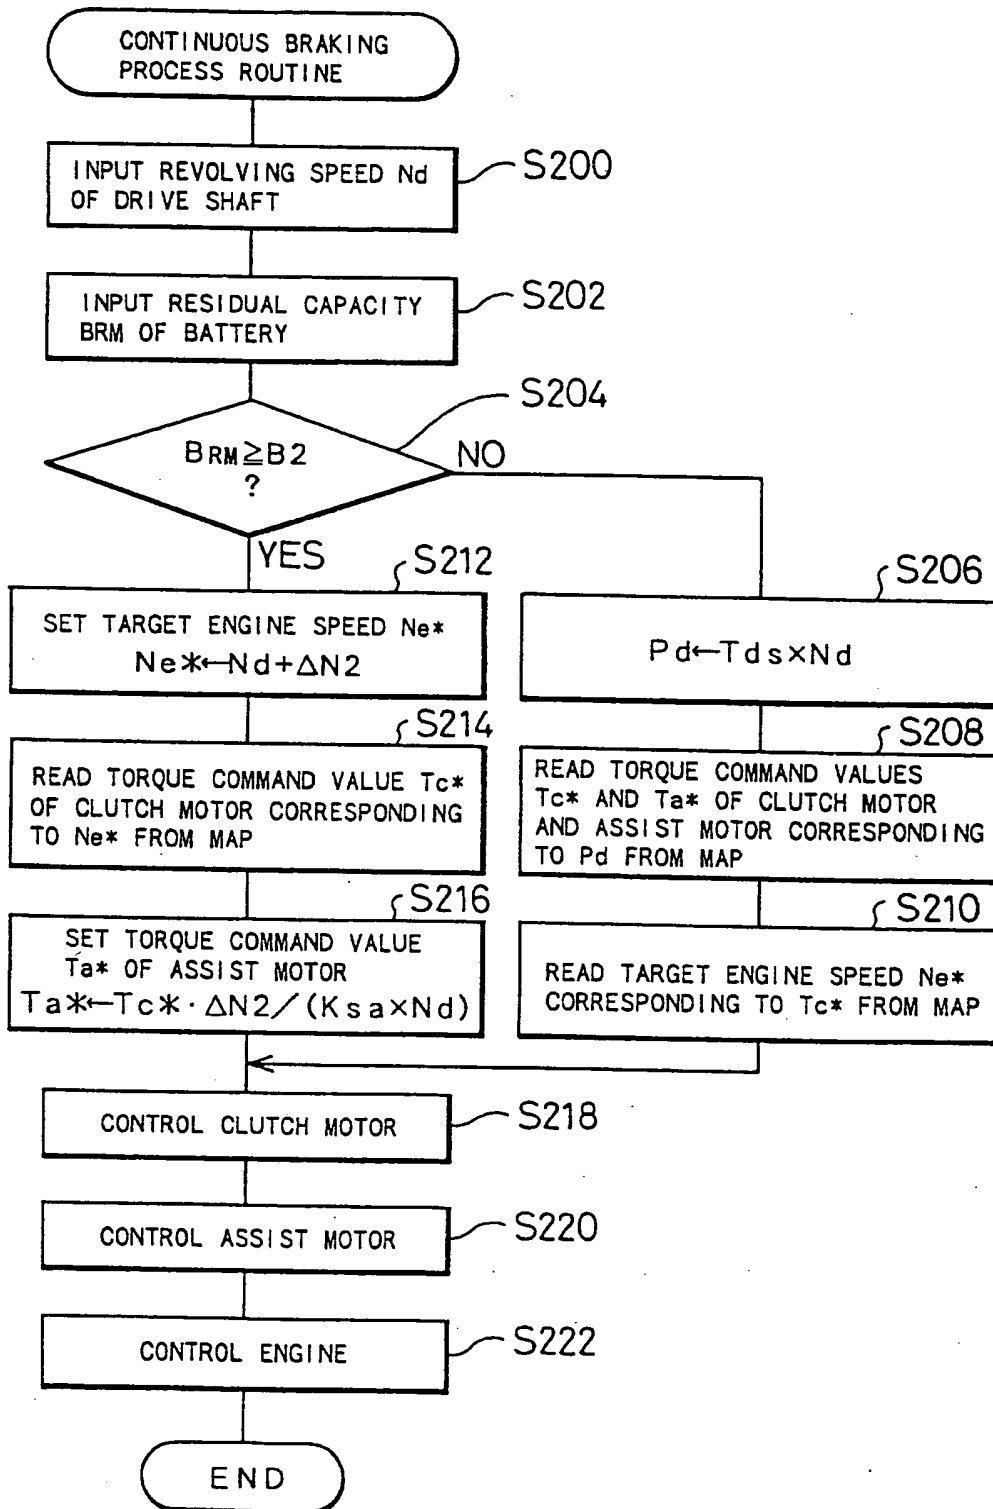 CONTINUOUS BRAKING
PROCESS ROUTINE
INPUT REVOLVING SPEED Nd
OF DRIVE SHAFT
S200
INPUT RESIDUAL CAPACITY
BRM OF BATTERY
S202
S204
BRM≧B2
?
NO
YES
S212
SET TARGET ENGINE SPEED Ne*
Ne*←Nd+ΔN2
S214
READ TORQUE COMMAND VALUE Tc*
OF CLUTCH MOTOR CORRESPONDING
TO Ne* FROM MAP
S216
SET TORQUE COMMAND VALUE
Ta* OF ASSIST MOTOR
Ta*←Tc*·ΔN2/(Ksa×Nd)
S206
Pd←Tds×Nd
S208
READ TORQUE COMMAND VALUES
Tc* AND Ta* OF CLUTCH MOTOR
AND ASSIST MOTOR CORRESPONDING
TO Pd FROM MAP
S210
READ TARGET ENGINE SPEED Ne*
CORRESPONDING TO Tc* FROM MAP
CONTROL CLUTCH MOTOR
S218
CONTROL ASSIST MOTOR
S220
CONTROL ENGINE
S222
END